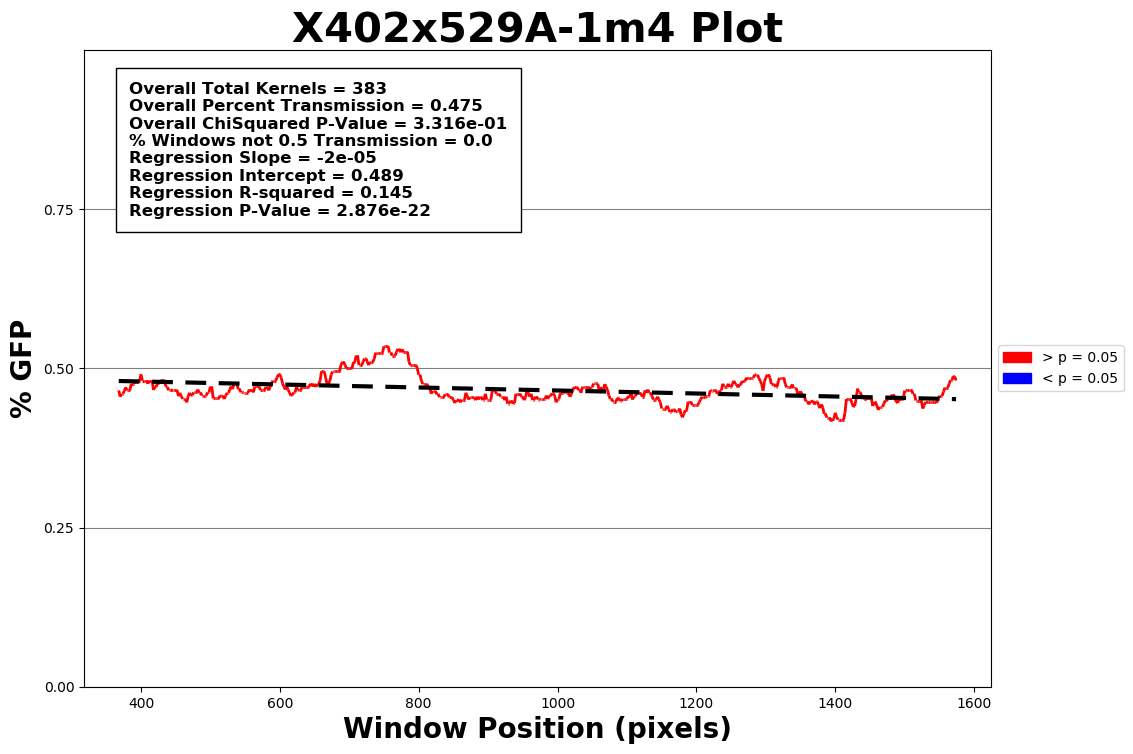 X402x529A-1m4 Plot
Overall Total Kernels = 383
Overall Percent Transmission = 0.475
Overall ChiSquared P-Value = 3.316e-01
% Windows not 0.5 Transmission = 0.0
Regression Slope = -2e-05
Regression Intercept = 0.489
Regression R-squared = 0.145
Regression P-Value = 2.876e-22
% GFP
0.75
0.50
0.25
0.00
> p = 0.05
< p = 0.05
400 600 800 1000 1200 1400 1600
Window Position (pixels)